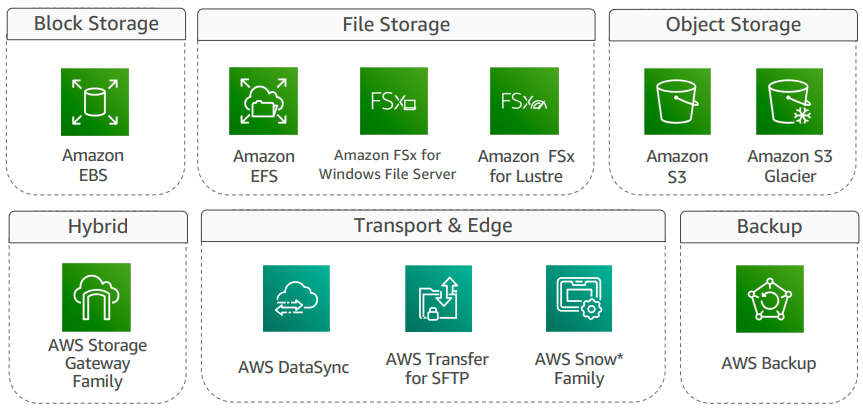 Block Storage
File Storage
Object Storage
FSx
FSx
Amazon
EBS
Amazon
EFS
Amazon FSx for
Windows File Server
Amazon FSx
for Lustre
Amazon
S3
Amazon S3
Glacier
Hybrid
Transport & Edge
Backup
AWS Storage
Gateway
Family
AWS DataSync
AWS Transfer
for SFTP
AWS Snow*
Family
AWS Backup